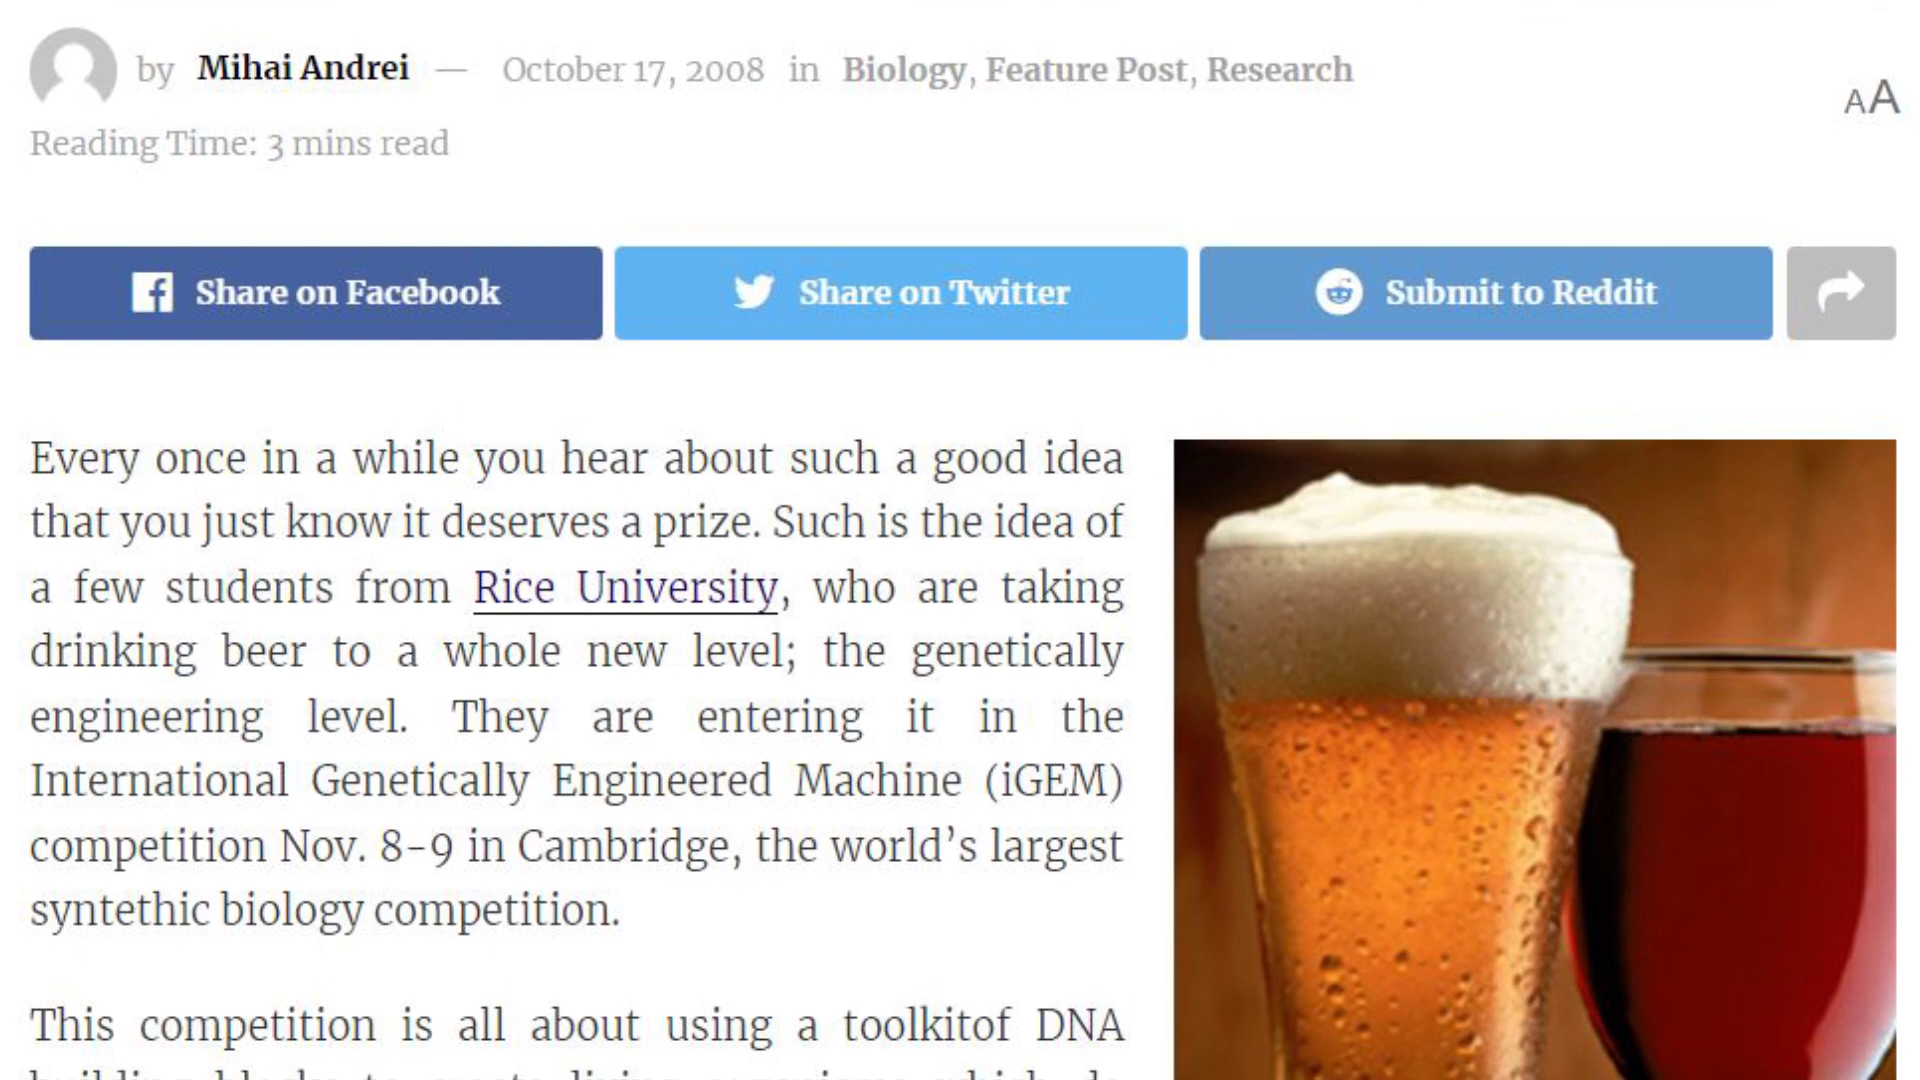 by Mihai Andrei — October 17, 2008 in Biology, Feature Post, Research
AA
Reading Time: 3 mins read
Share on Facebook
Share on Twitter
Submit to Reddit
Every once in a while you hear about such a good idea
that you just know it deserves a prize. Such is the idea of
a few students from Rice University, who are taking
drinking beer to a whole new level; the genetically
engineering level. They are entering it in the
International Genetically Engineered Machine (iGEM)
competition Nov. 8-9 in Cambridge, the world's largest
syntethic biology competition.
This competition is all about using a toolkitof DNA